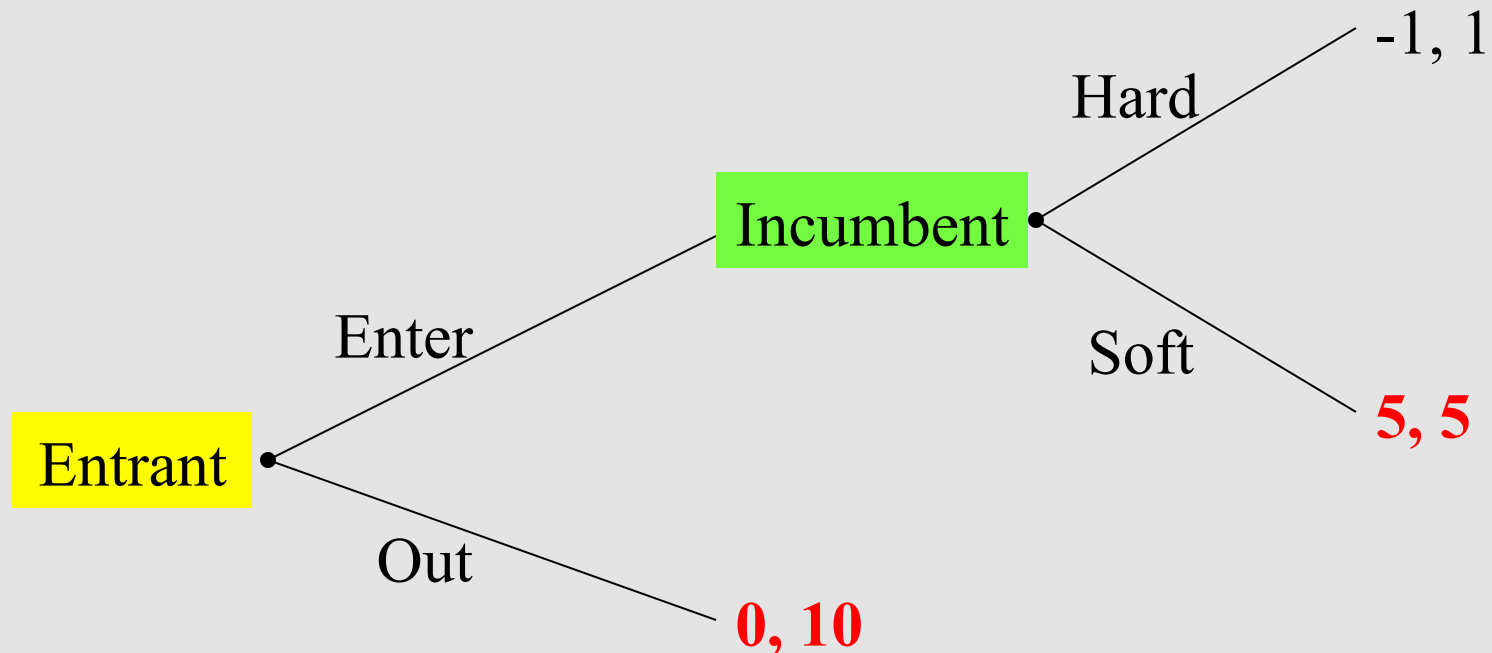 -1, 1
Hard
Incumbent
Enter
Soft
5, 5
Entrant
Out
0, 10